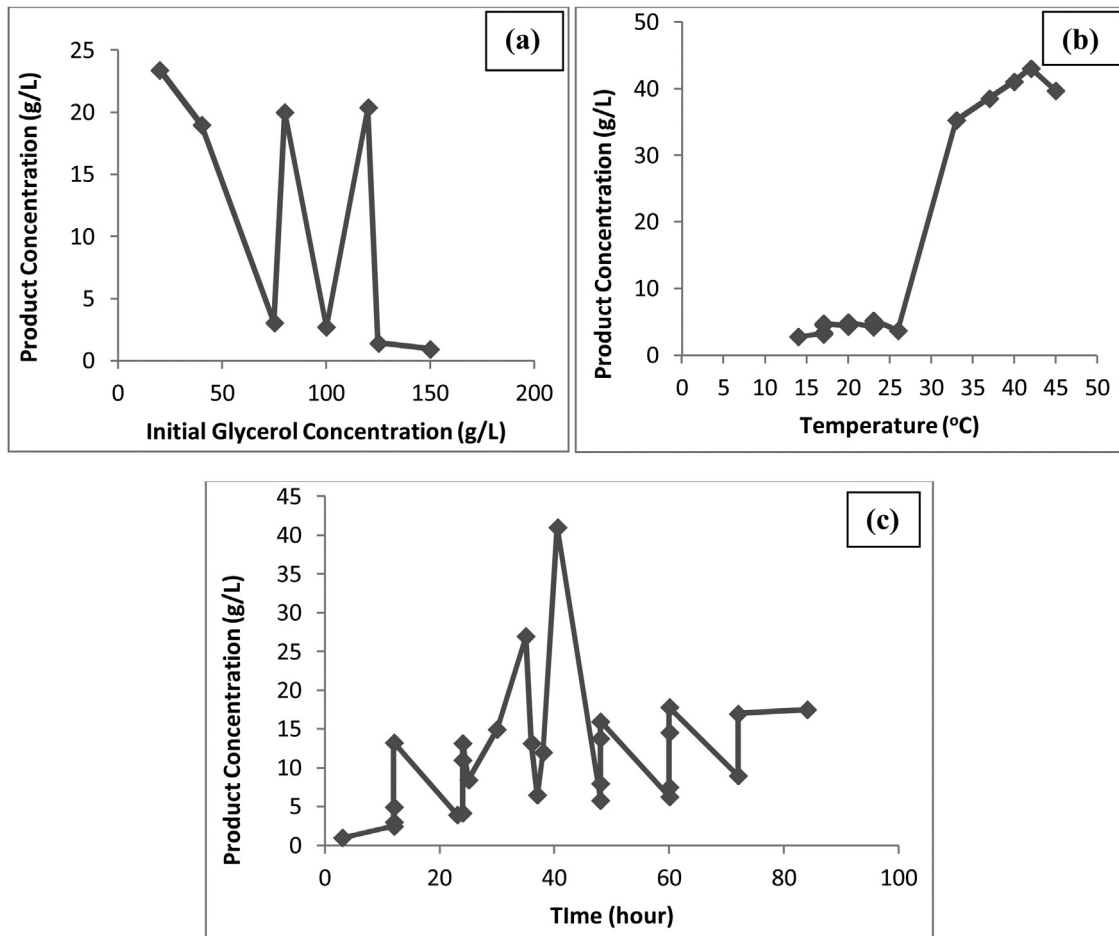 (a)
25
20
15
10
5
0
Product Concentration (g/L)
0 50 100 150 200
Initial Glycerol Concentration (g/L)
(b)
50
40
30
20
10
0
Product Concentration (g/L)
0 5 10 15 20 25 30 35 40 45 50
Temperature (°C)
(c)
45
40
35
30
25
20
15
10
5
0
Product Concentration (g/L)
0 20 40 60 80 100
TIme (hour)